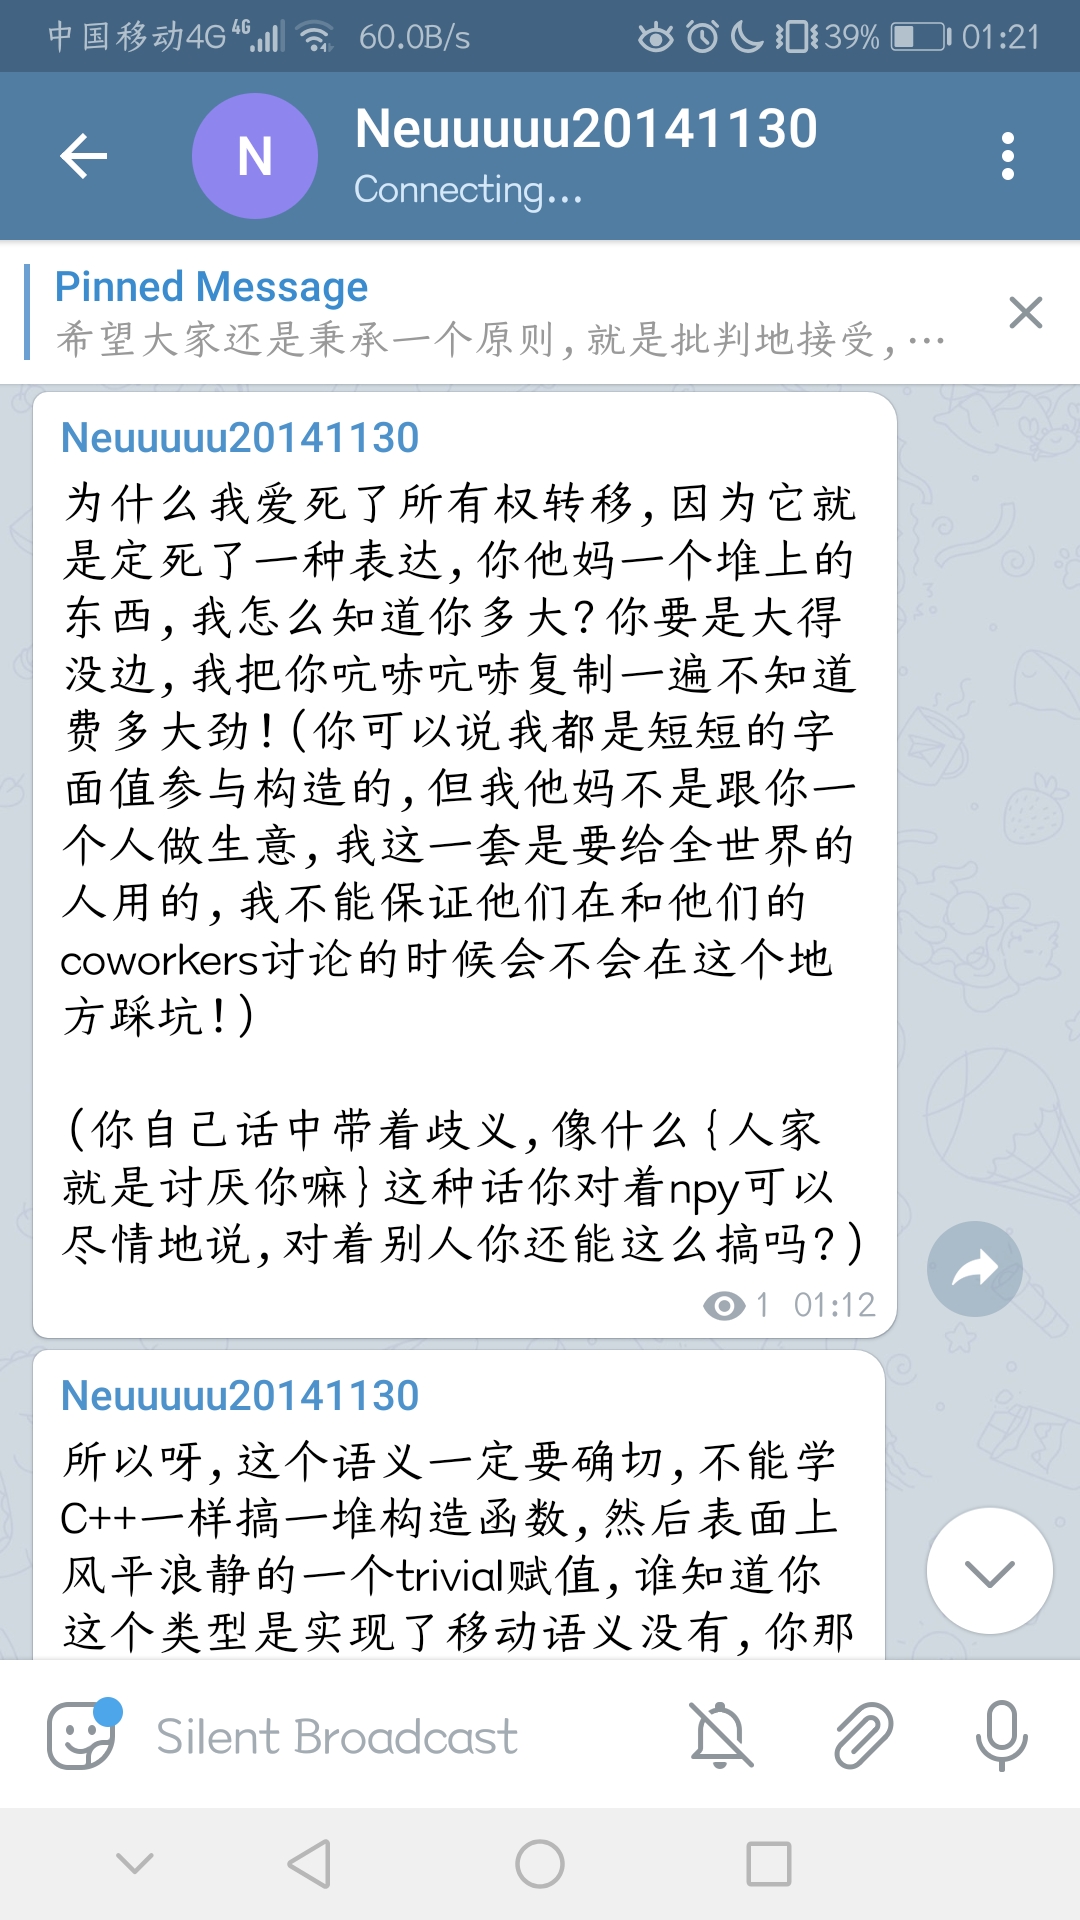 中国移动4G 4G 60.0B/s 39% 01:21
N
Neuuuuu20141130
Connecting...
Pinned Message
希望大家还是秉承一个原则,就是批判地接受,…
Neuuuuu20141130
为什么我爱死了所有权转移,因为它就
是定死了一种表达,你他妈一个堆上的
东西,我怎么知道你多大?你要是大得
没边,我把你吭哧吭哧复制一遍不知道
费多大劲!(你可以说我都是短短的字
面值参与构造的,但我他妈不是跟你一
个人做生意,我这一套是要给全世界的
人用的,我不能保证他们在和他们的
coworkers讨论的时候会不会在这个地
方踩坑!)
(你自己话中带着歧义,像什么{人家
就是讨厌你嘛}这种话你对着npy可以
尽情地说,对着别人你还能这么搞吗?)
1 01:12
Neuuuuu20141130
所以呀,这个语义一定要确切,不能学
C++一样搞一堆构造函数,然后表面上
风平浪静的一个trivial赋值,谁知道你
这个类型是实现了移动语义没有,你那
Silent Broadcast